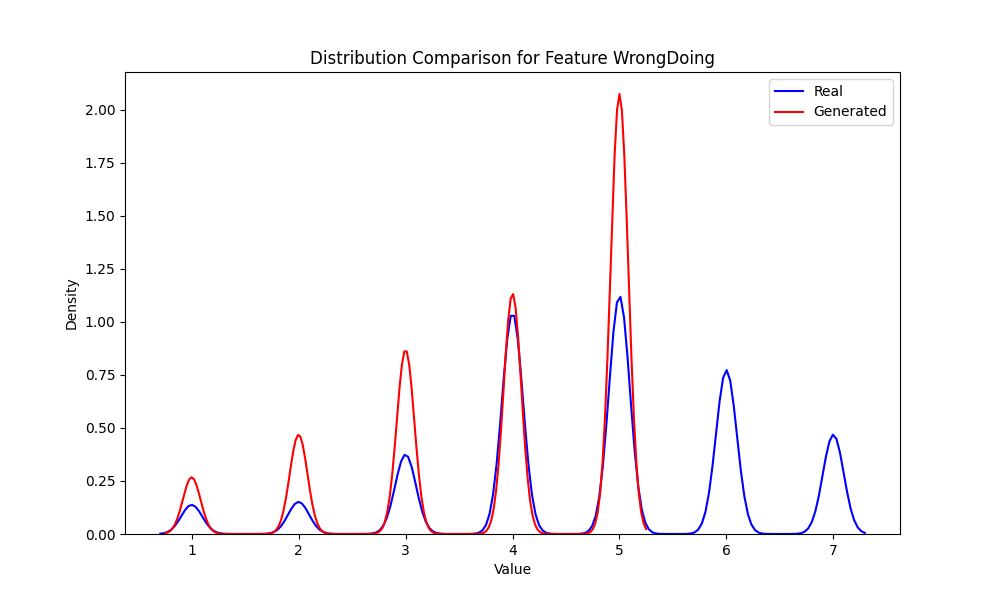 Distribution Comparison for Feature WrongDoing
Real
Generated
Density
2.00
1.75
1.50
1.25
1.00
0.75
0.50
0.25
0.00
1 2 3 4 5 6 7
Value